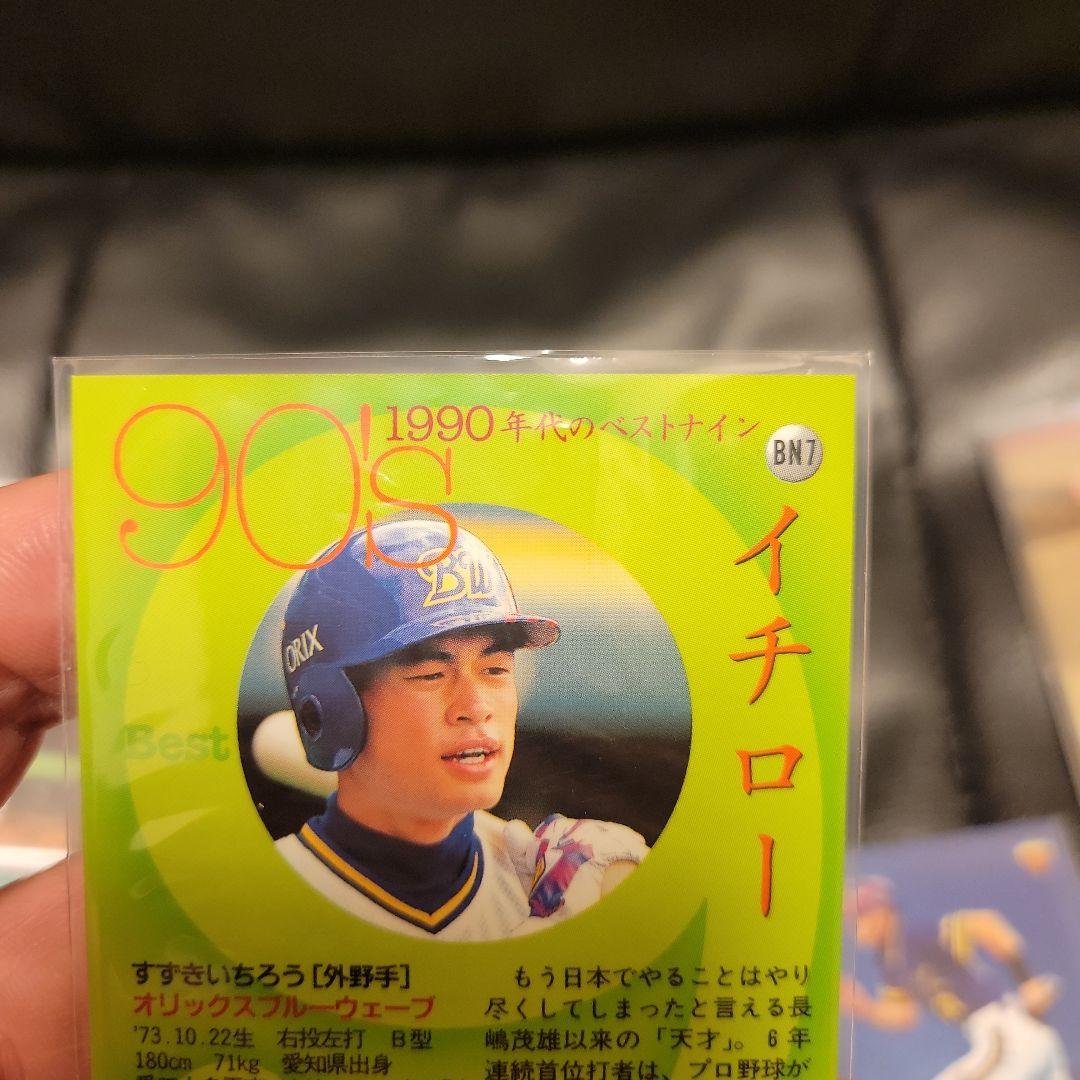 90's
1990年代のベストナイン
BN7
イチロー
BW
ORIX
Best
すずきいちろう[外野手]
オリックスブルーウェーブ
'73.10.22生 右投左打 B型
180cm 71kg 愛知県出身
もう日本でやることはやり
尽くしてしまったと言える長
嶋茂雄以来の「天才」。6年
連続首位打者は、プロ野球が